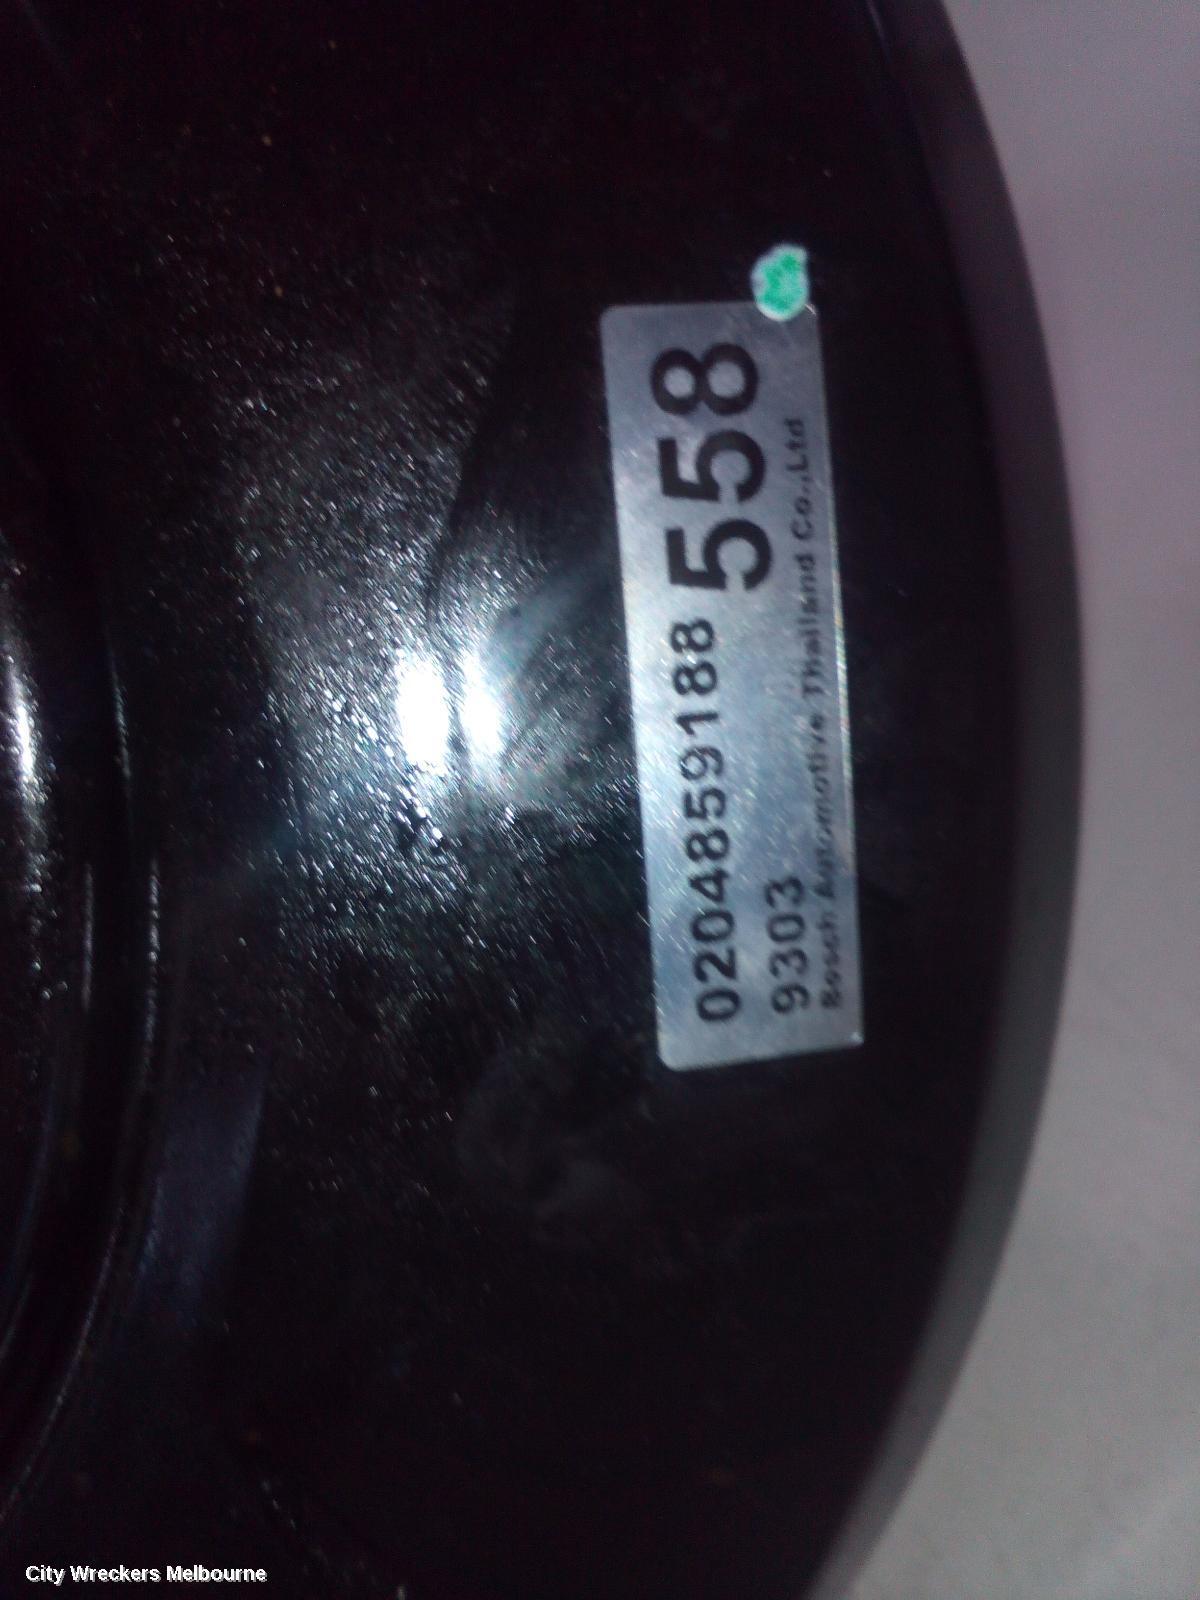 0204859188 558
9303
Bosch Automotive Thailand Co.,Ltd
City Wreckers Melbourne